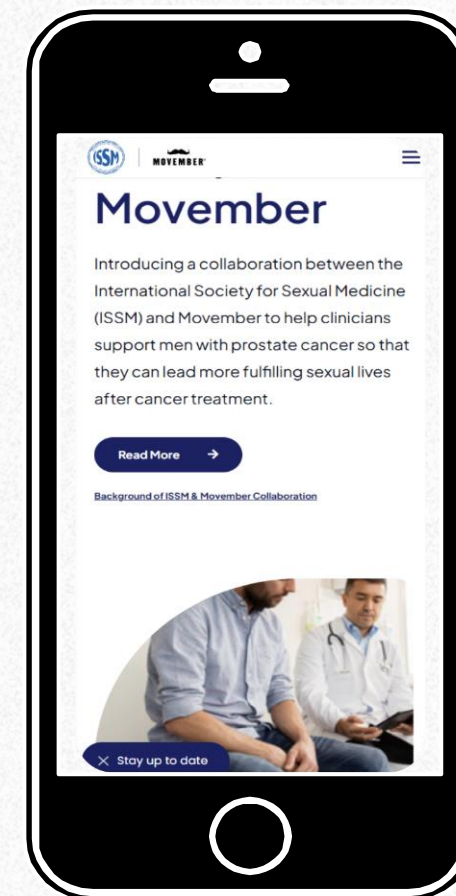 ISSM
MOVEMBER
Movember
Introducing a collaboration between the
International Society for Sexual Medicine
(ISSM) and Movember to help clinicians
support men with prostate cancer so that
they can lead more fulfilling sexual lives
after cancer treatment.
Read More →
Background of ISSM & Movember Collaboration
Stay up to date